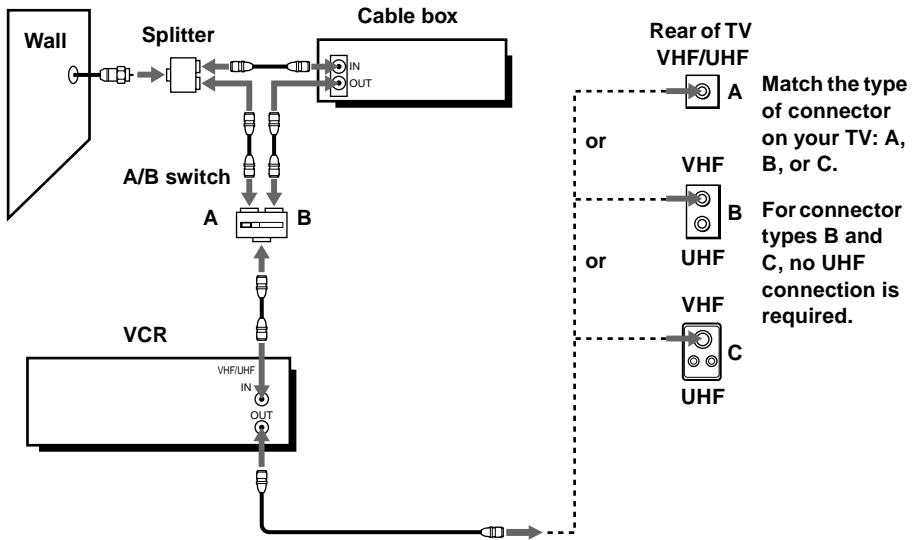 Cable box
Wall
Splitter
IN
OUT
A/B switch
A
B
VCR
VHF/UHF
IN
OUT
Rear of TV
VHF/UHF
A
or
VHF
B
UHF
or
VHF
C
UHF
Match the type
of connector
on your TV: A,
B, or C.
For connector
types B and
C, no UHF
connection is
required.